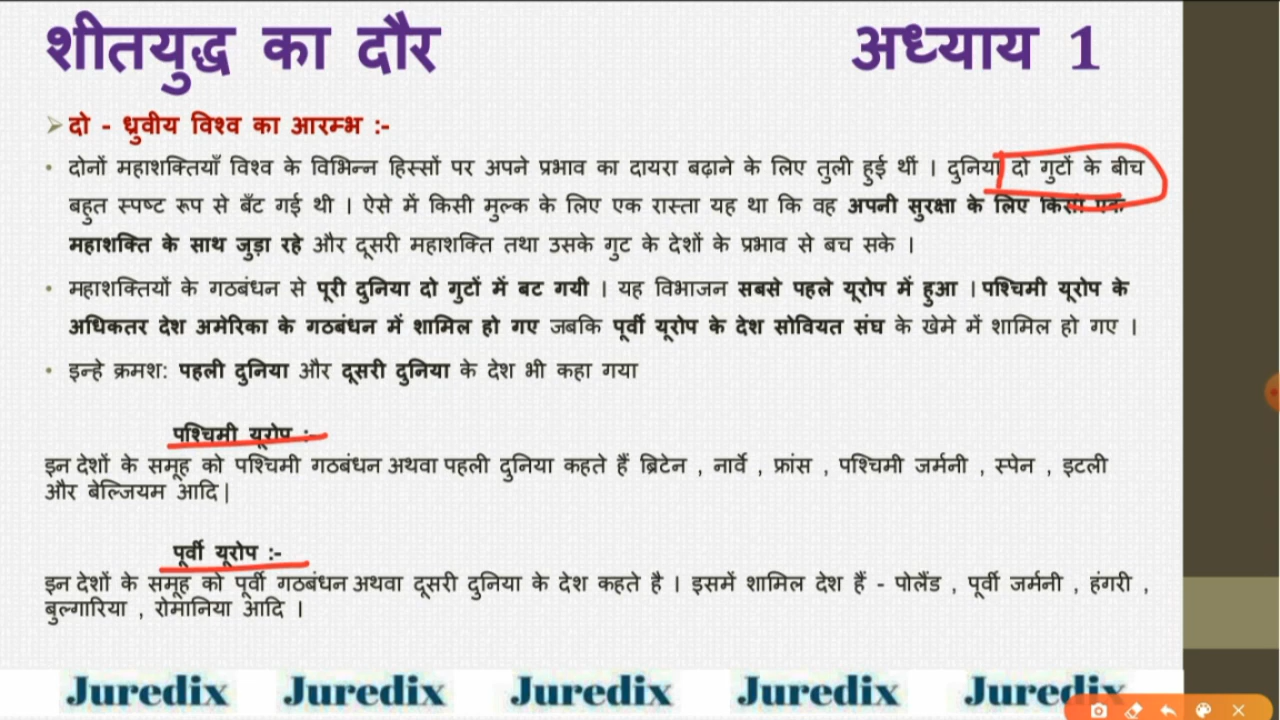 शीतयुद्ध का दौर अध्याय 1
दो - ध्रुवीय विश्व का आरम्भ :-
दोनों महाशक्तियाँ विश्व के विभिन्न हिस्सों पर अपने प्रभाव का दायरा बढ़ाने के लिए तुली हुई थीं । दुनिया दो गुटों के बीच
बहुत स्पष्ट रूप से बँट गई थी । ऐसे में किसी मुल्क के लिए एक रास्ता यह था कि वह अपनी सुरक्षा के लिए किसी एक
महाशक्ति के साथ जुड़ा रहे और दूसरी महाशक्ति तथा उसके गुट के देशों के प्रभाव से बच सके ।
महाशक्तियों के गठबंधन से पूरी दुनिया दो गुटों में बट गयी । यह विभाजन सबसे पहले यूरोप में हुआ । पश्चिमी यूरोप के
अधिकतर देश अमेरिका के गठबंधन में शामिल हो गए जबकि पूर्वी यूरोप के देश सोवियत संघ के खेमे में शामिल हो गए ।
इन्हे क्रमश: पहली दुनिया और दूसरी दुनिया के देश भी कहा गया
पश्चिमी यूरोप :-
इन देशों के समूह को पश्चिमी गठबंधन अथवा पहली दुनिया कहते हैं ब्रिटेन , नार्वे , फ्रांस , पश्चिमी जर्मनी , स्पेन , इटली
और बेल्जियम आदि|
पूर्वी यूरोप :-
इन देशों के समूह को पूर्वी गठबंधन अथवा दूसरी दुनिया के देश कहते है । इसमें शामिल देश हैं - पोलैंड , पूर्वी जर्मनी , हंगरी ,
बुल्गारिया , रोमानिया आदि ।
Juredix Juredix Juredix Juredix Juredix